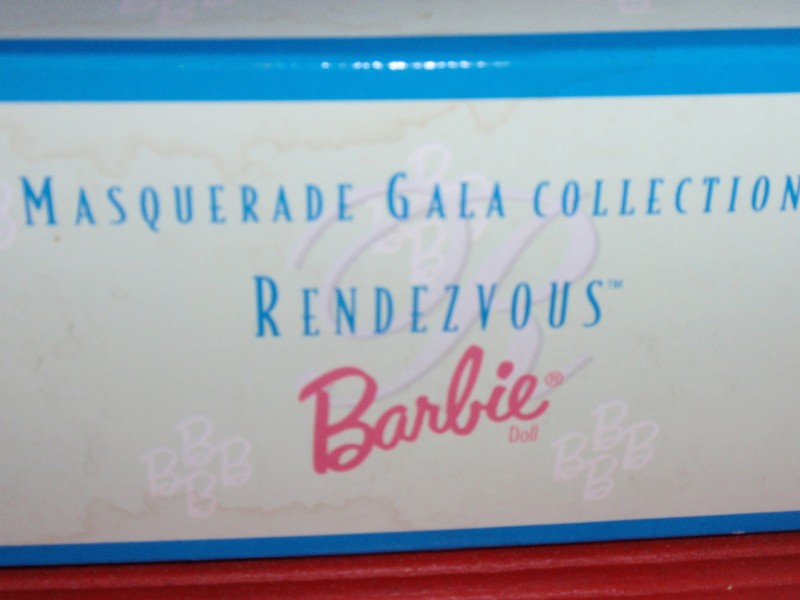 Masquerade Gala Collection
Rendezvous™
Barbie®
Doll